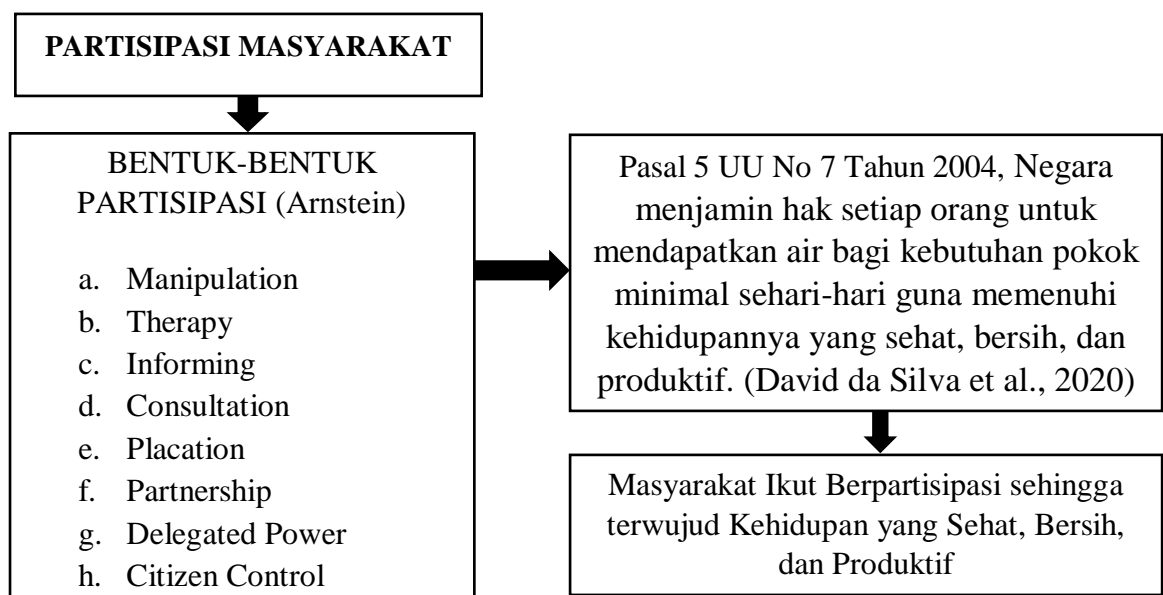 PARTISIPASI MASYARAKAT
BENTUK-BENTUK
PARTISIPASI (Arnstein)
a. Manipulation
b. Therapy
c. Informing
d. Consultation
e. Placation
f. Partnership
g. Delegated Power
h. Citizen Control
Pasal 5 UU No 7 Tahun 2004, Negara
menjamin hak setiap orang untuk
mendapatkan air bagi kebutuhan pokok
minimal sehari-hari guna memenuhi
kehidupannya yang sehat, bersih, dan
produktif. (David da Silva et al., 2020)
Masyarakat Ikut Berpartisipasi sehingga
terwujud Kehidupan yang Sehat, Bersih,
dan Produktif